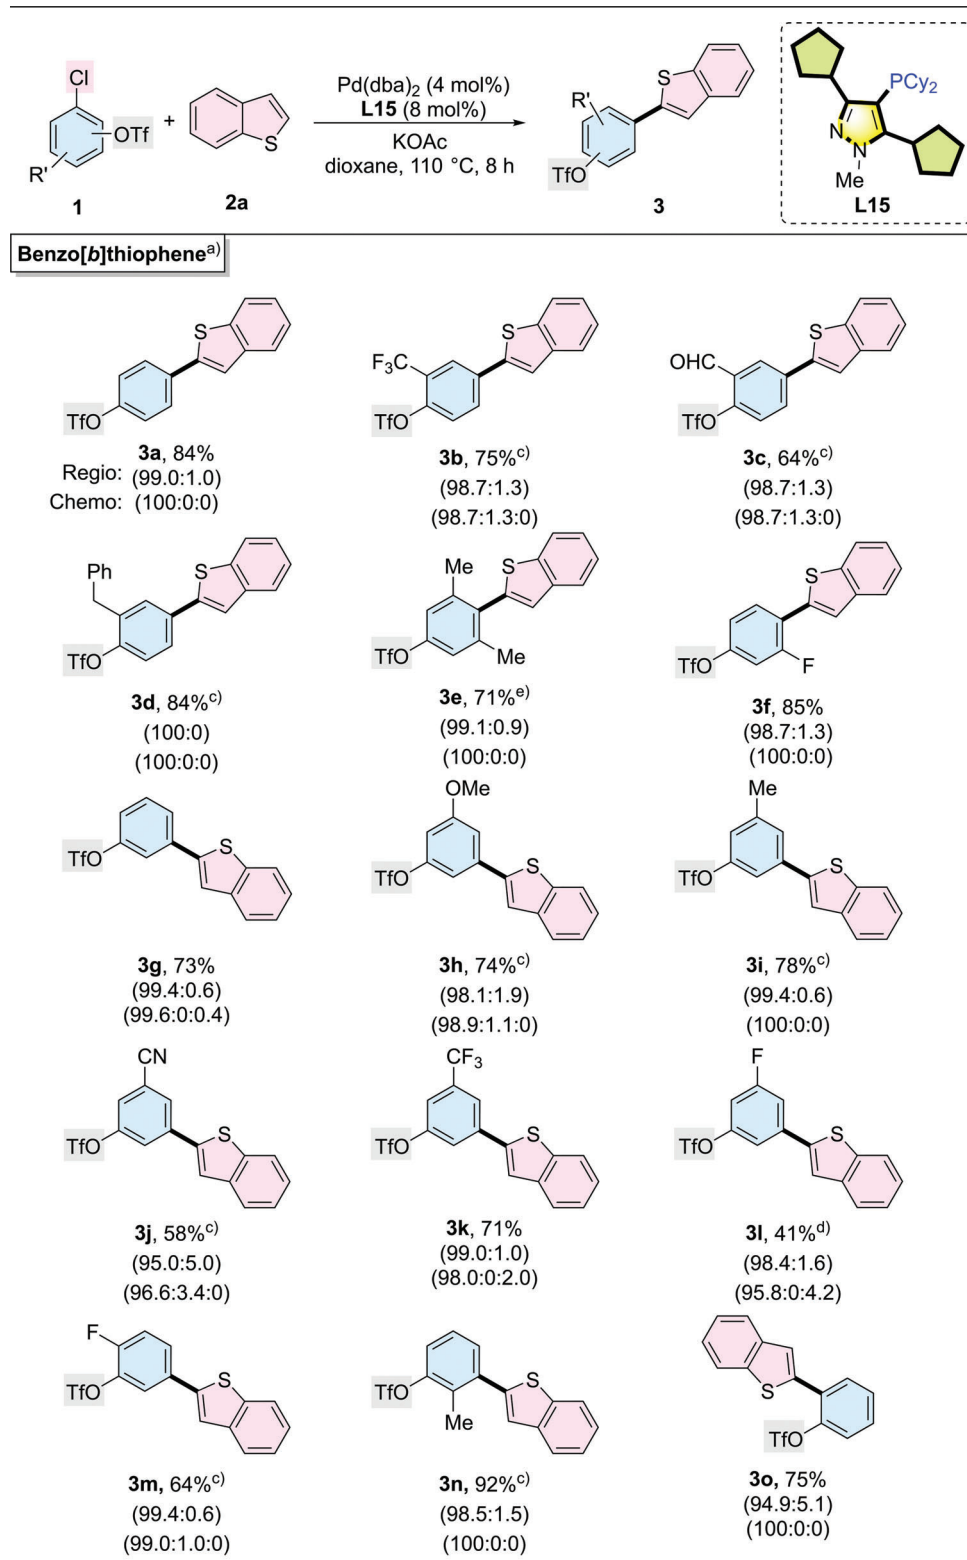 Cl
OTf
R'
1
+
S
2a
Pd(dba)2 (4 mol%)
L15 (8 mol%)
KOAc
dioxane, 110 °C, 8 h
S
R'
TfO
3
PCy2
N
N
Me
L15
Benzo[b]thiophenea)
S
TfO
3a, 84%
Regio: (99.0:1.0)
Chemo: (100:0:0)
S
F3C
TfO
3b, 75%c)
(98.7:1.3)
(98.7:1.3:0)
S
OHC
TfO
3c, 64%c)
(98.7:1.3)
(98.7:1.3:0)
Ph
S
TfO
3d, 84%c)
(100:0)
(100:0:0)
Me
S
TfO
Me
3e, 71%e)
(99.1:0.9)
(100:0:0)
S
TfO
F
3f, 85%
(98.7:1.3)
(100:0:0)
TfO
S
3g, 73%
(99.4:0.6)
(99.6:0:0.4)
OMe
TfO
S
3h, 74%c)
(98.1:1.9)
(98.9:1.1:0)
Me
TfO
S
3i, 78%c)
(99.4:0.6)
(100:0:0)
CN
TfO
S
3j, 58%c)
(95.0:5.0)
(96.6:3.4:0)
CF3
TfO
S
3k, 71%
(99.0:1.0)
(98.0:0:2.0)
F
TfO
S
3l, 41%d)
(98.4:1.6)
(95.8:0:4.2)
F
TfO
S
3m, 64%c)
(99.4:0.6)
(99.0:1.0:0)
TfO
S
Me
3n, 92%c)
(98.5:1.5)
(100:0:0)
S
TfO
3o, 75%
(94.9:5.1)
(100:0:0)